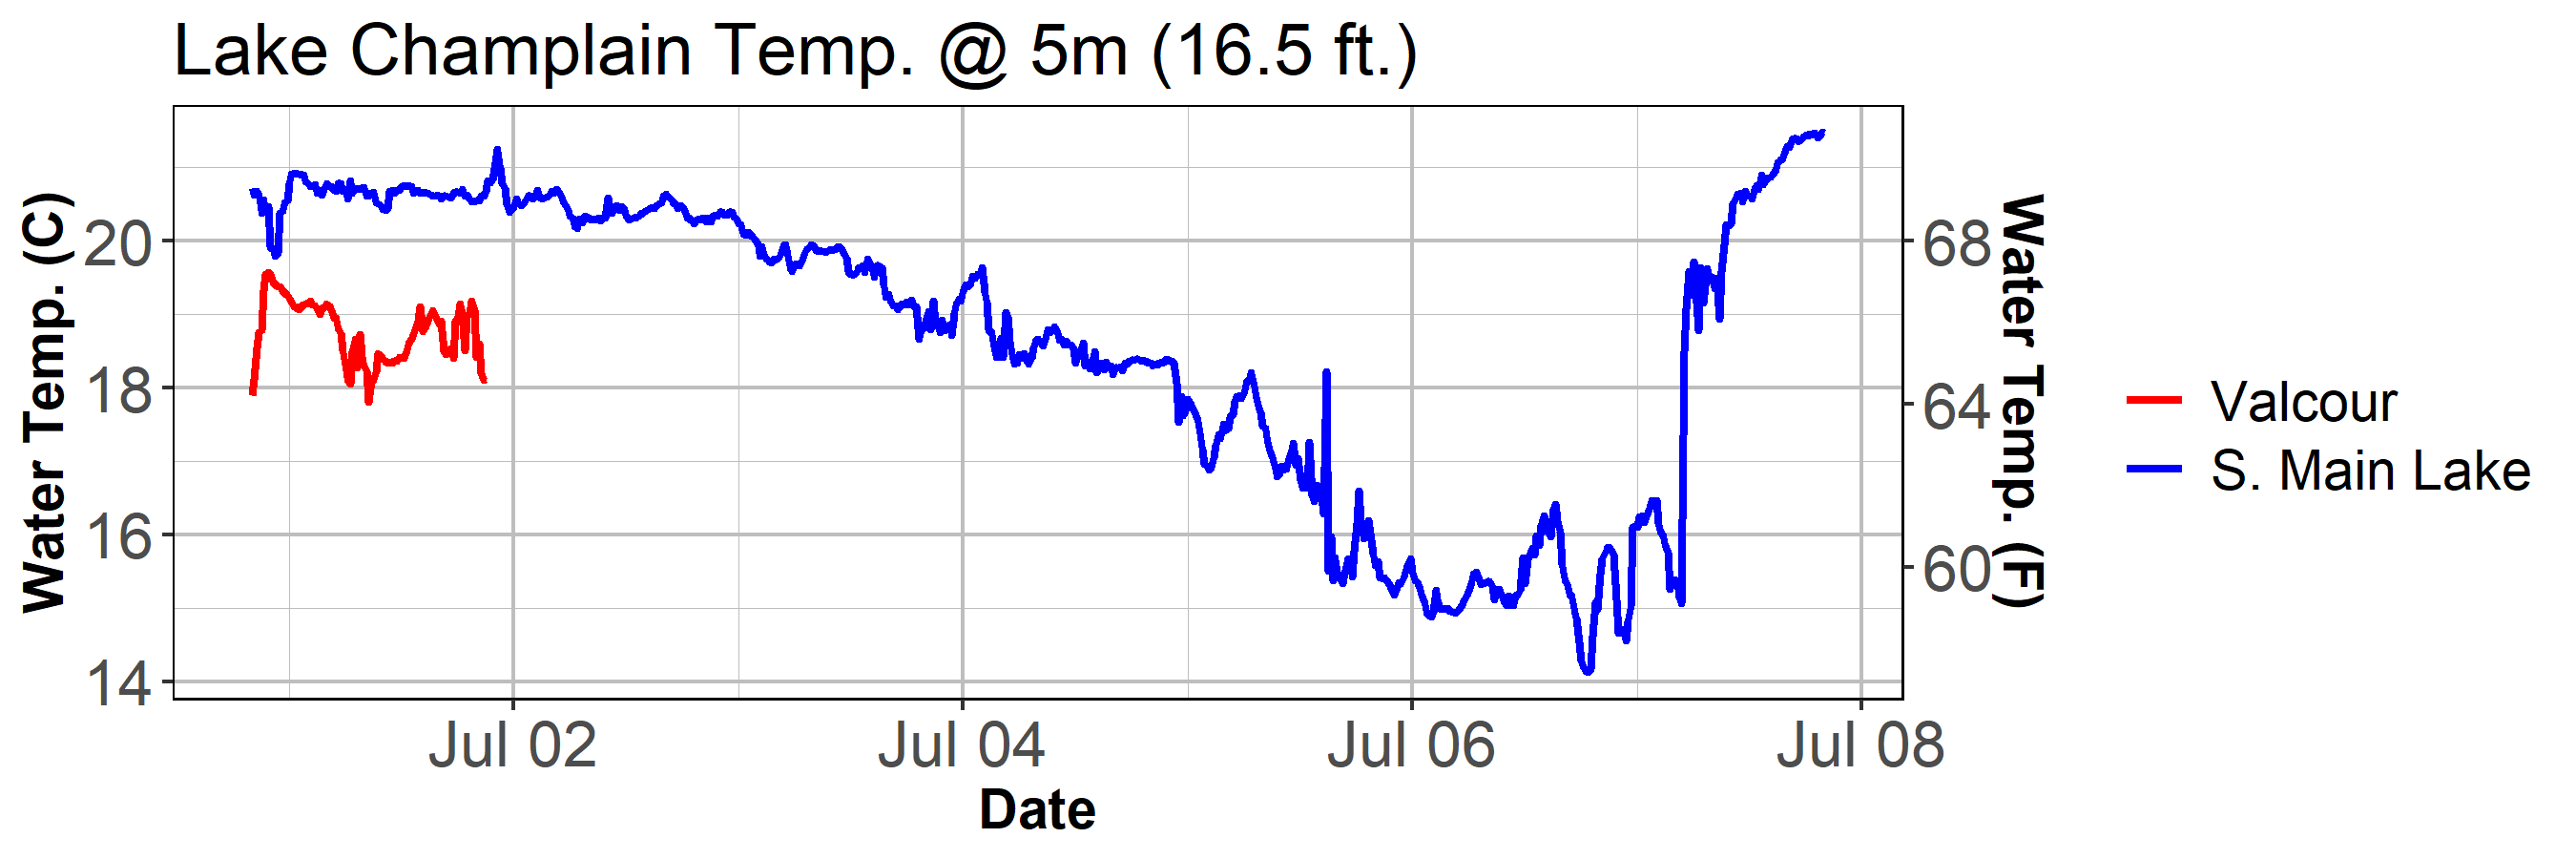 Lake Champlain Temp. @ 5m (16.5 ft.)
Water Temp. (C)
20
18
16
14
68
64
60
Water Temp. (F)
Jul 02
Jul 04
Jul 06
Jul 08
Date
Valcour
S. Main Lake